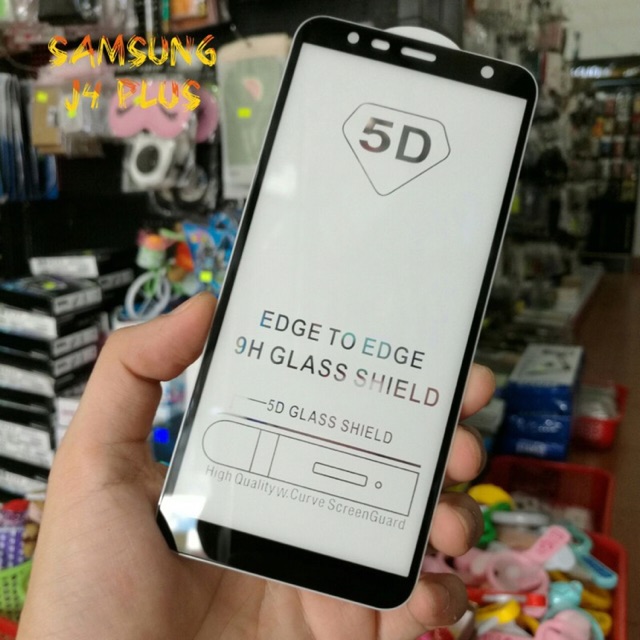 SAMSUNG
J4 PLUS
5D
EDGE TO EDGE
9H GLASS SHIELD
5D GLASS SHIELD
High Quality w.Curve ScreenGuard